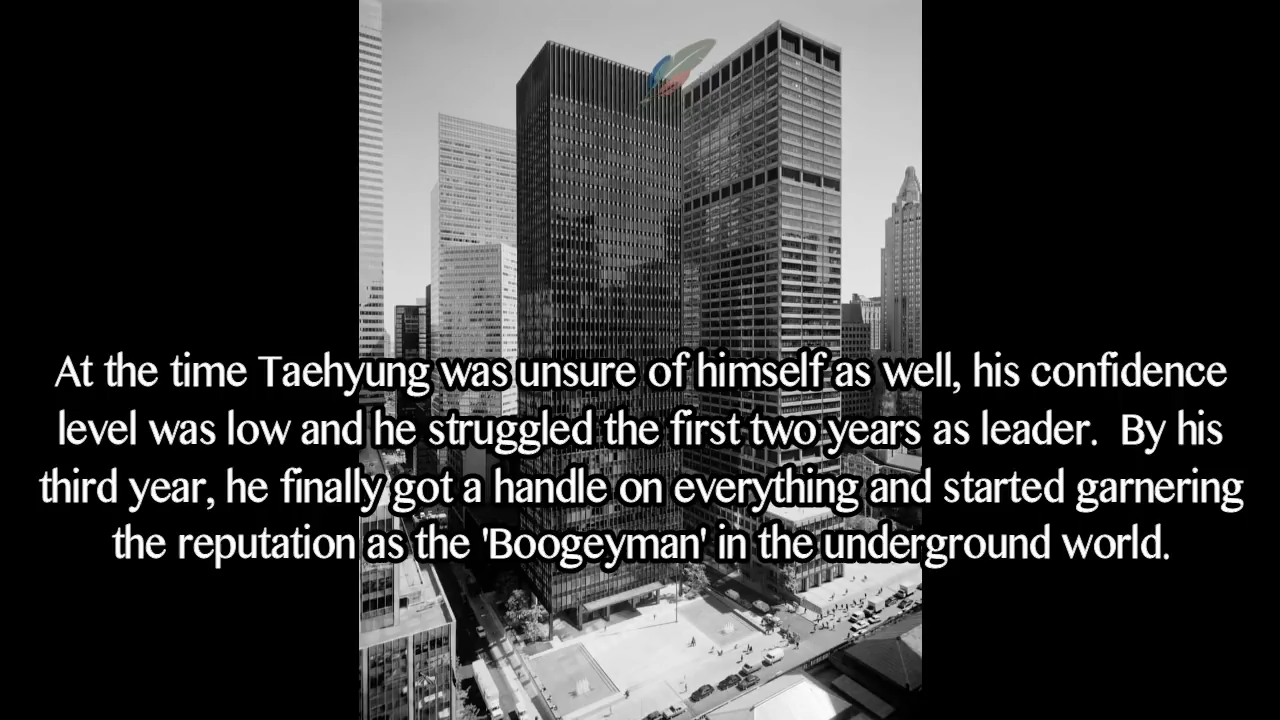 At the time Taehyung was unsure of himself as well, his confidence
level was low and he struggled the first two years as leader.  By his
third year, he finally got a handle on everything and started garnering
the reputation as the 'Boogeyman' in the underground world.